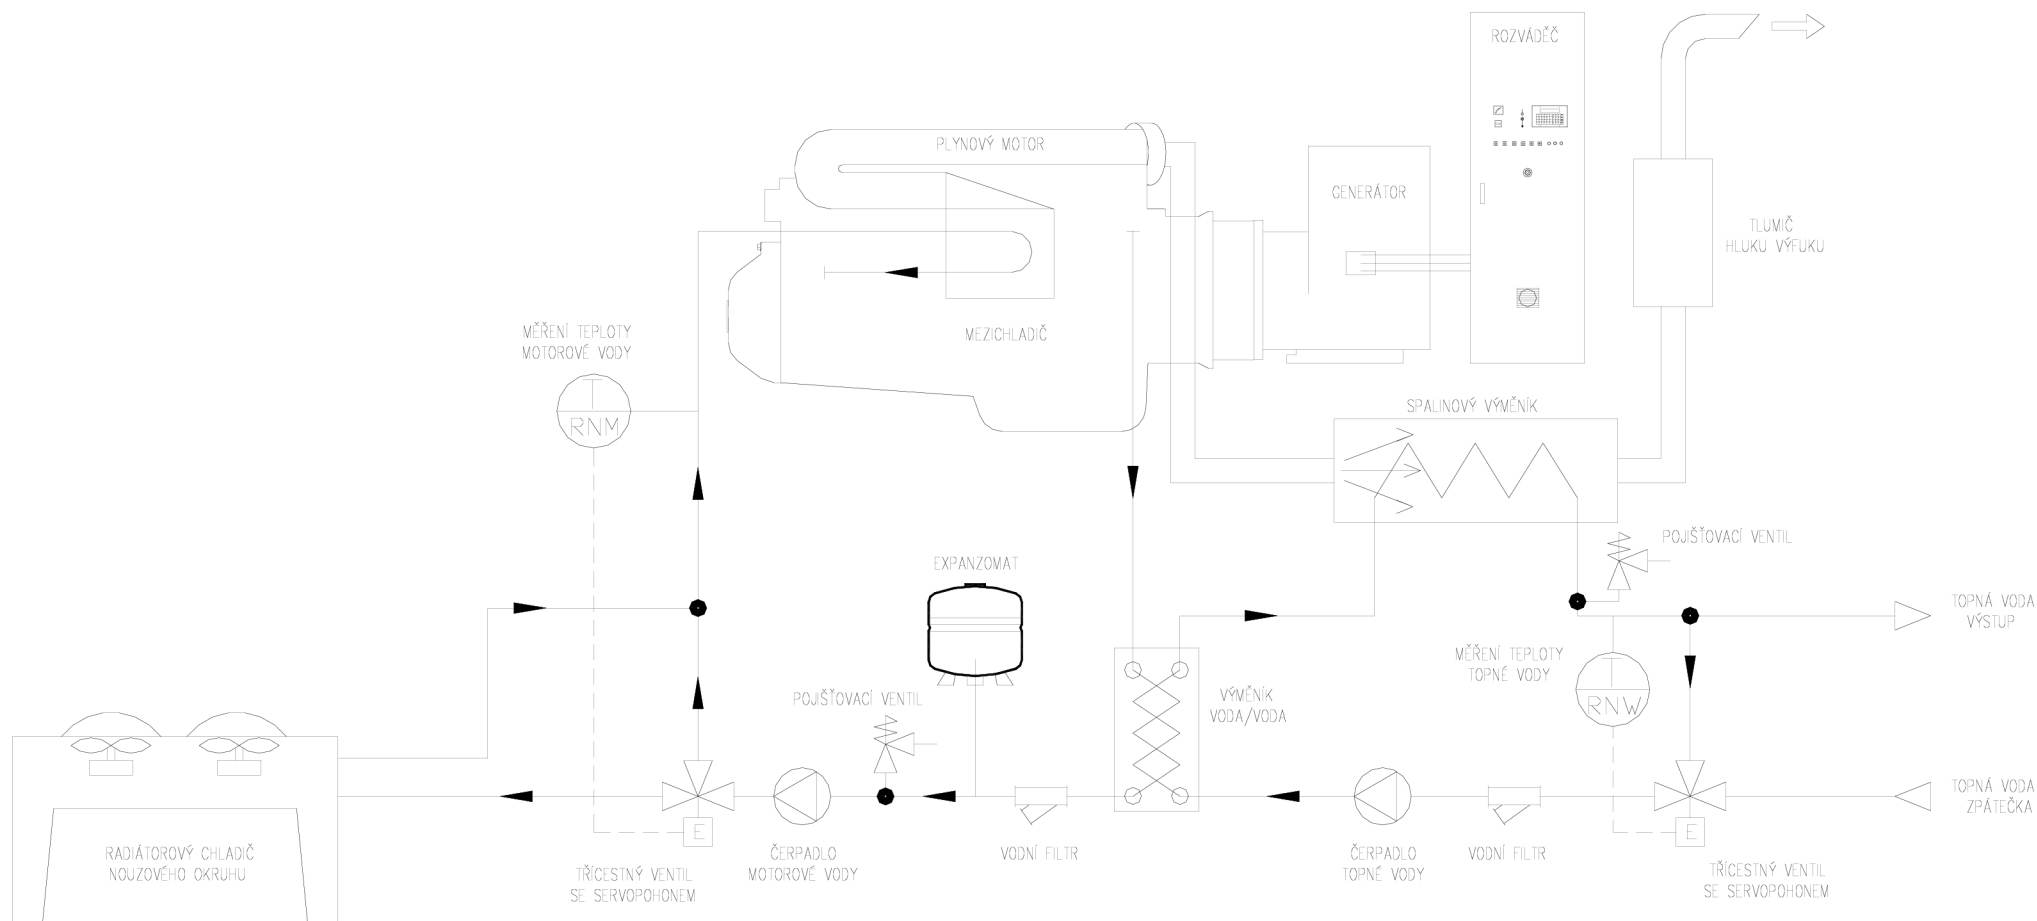 ROZVÁDĚČ
PLYNOVÝ MOTOR
GENERÁTOR
TLUMIČ
HLUKU VÝFUKU
MĚŘENÍ TEPLOTY
MOTOROVÉ VODY
MEZICHLADIČ
RNM
SPALINOVÝ VÝMĚNÍK
POJIŠŤOVACÍ VENTIL
EXPANZOMAT
TOPNÁ VODA
VÝSTUP
MĚŘENÍ TEPLOTY
TOPNÉ VODY
RNW
POJIŠŤOVACÍ VENTIL
VÝMĚNÍK
VODA/VODA
TOPNÁ VODA
ZPÁTEČKA
E
E
RADIÁTOROVÝ CHLADIČ
NOUZOVÉHO OKRUHU
TŘÍCESTNÝ VENTIL
SE SERVOPOHONEM
ČERPADLO
MOTOROVÉ VODY
VODNÍ FILTR
ČERPADLO
TOPNÉ VODY
VODNÍ FILTR
TŘÍCESTNÝ VENTIL
SE SERVOPOHONEM